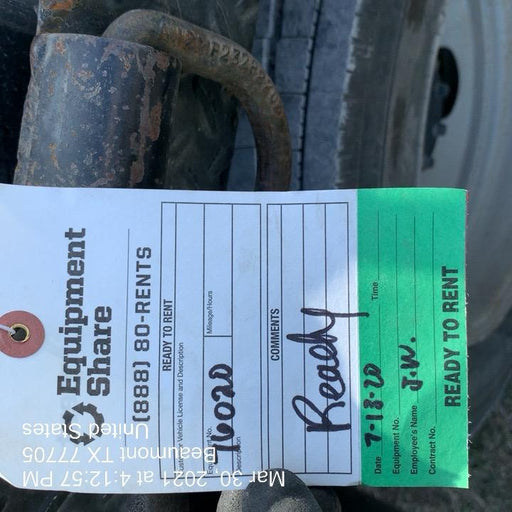 Equipment
Share
(888) 80-RENTS
READY TO RENT
Vehicle License and Description
Mileage/Hours
16020
COMMENTS
Ready
Date 7-13-20 Time
Equipment No.
Employee's Name J.W.
Contract No.
READY TO RENT
Mar 30, 2021 at 4:12:57 PM
Beaumont TX 77705
United States